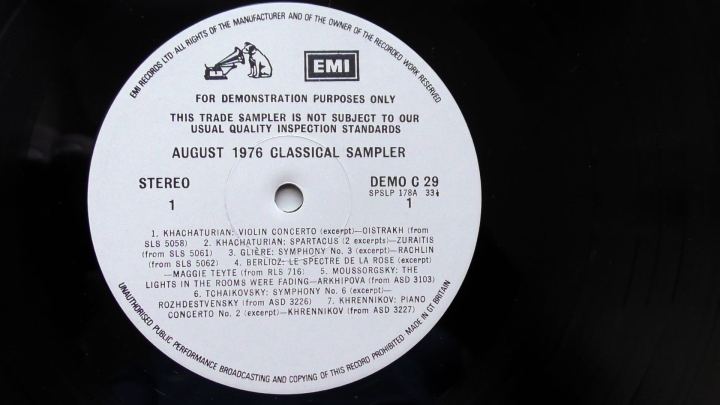 EMI RECORDS LTD· ALL RIGHTS OF THE MANUFACTURER AND OF THE OWNER OF THE RECORDED WORK RESERVED
EMI
FOR DEMONSTRATION PURPOSES ONLY
THIS TRADE SAMPLER IS NOT SUBJECT TO OUR
USUAL QUALITY INSPECTION STANDARDS
AUGUST 1976 CLASSICAL SAMPLER
STEREO
1
DEMO C 29
SPSLP 178A 33⅓
1
1. KHACHATURIAN: VIOLIN CONCERTO (excerpt)—OISTRAKH (from
SLS 5058) 2. KHACHATURIAN: SPARTACUS (2 excerpts)—ZURAITIS
(from SLS 5061) 3. GLIÈRE: SYMPHONY No. 3 (excerpt)—RACHLIN
(from SLS 5062) 4. BERLIOZ: LE SPECTRE DE LA ROSE (excerpt)
—MAGGIE TEYTE (from RLS 716) 5. MOUSSORGSKY: THE
LIGHTS IN THE ROOMS WERE FADING—ARKHIPOVA (from ASD 3103)
6. TCHAIKOVSKY: SYMPHONY No. 6 (excerpt)—
ROZHDESTVENSKY (from ASD 3226) 7. KHRENNIKOV: PIANO
CONCERTO No. 2 (excerpt)—KHRENNIKOV (from ASD 3227)
UNAUTHORISED PUBLIC PERFORMANCE BROADCASTING AND COPYING OF THIS RECORD PROHIBITED. MADE IN GT BRITAIN